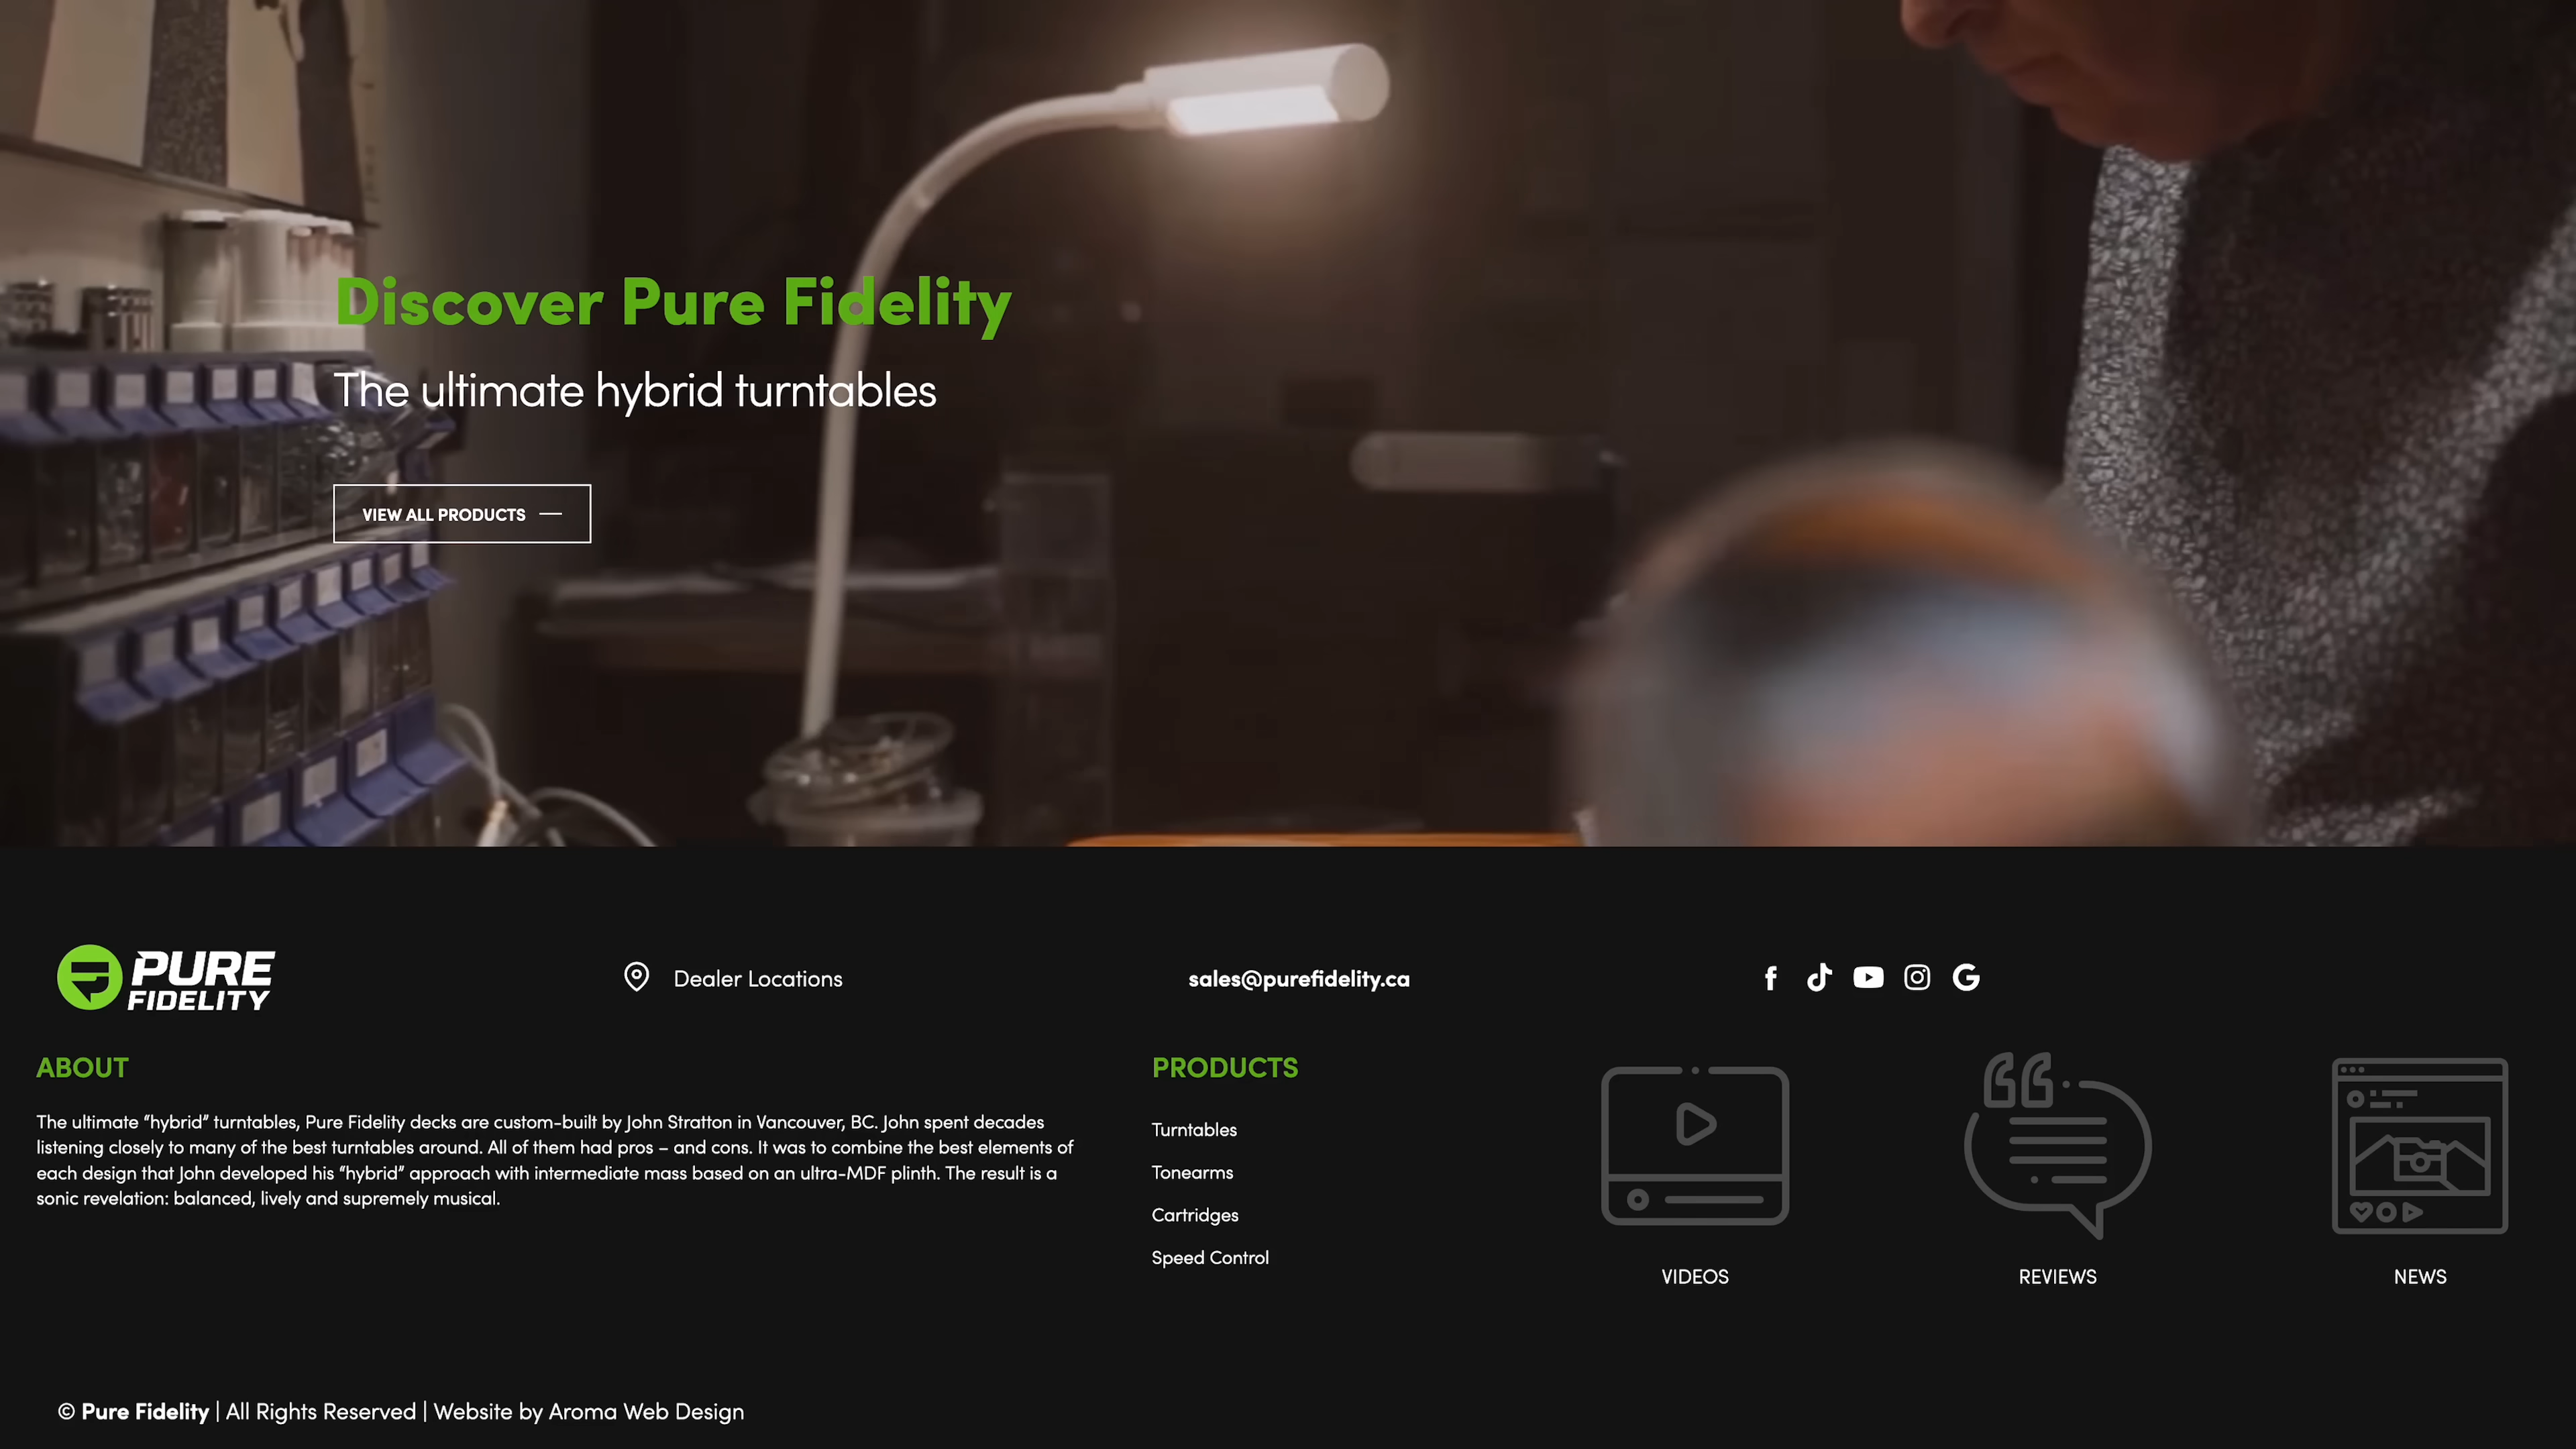 Discover Pure Fidelity
The ultimate hybrid turntables
VIEW ALL PRODUCTS
PURE
FIDELITY
Dealer Locations
sales@purefidelity.ca
ABOUT
The ultimate “hybrid” turntables, Pure Fidelity decks are custom-built by John Stratton in Vancouver, BC. John spent decades
listening closely to many of the best turntables around. All of them had pros – and cons. It was to combine the best elements of
each design that John developed his “hybrid” approach with intermediate mass based on an ultra-MDF plinth. The result is a
sonic revelation: balanced, lively and supremely musical.
PRODUCTS
Turntables
Tonearms
Cartridges
Speed Control
VIDEOS
REVIEWS
NEWS
© Pure Fidelity | All Rights Reserved | Website by Aroma Web Design